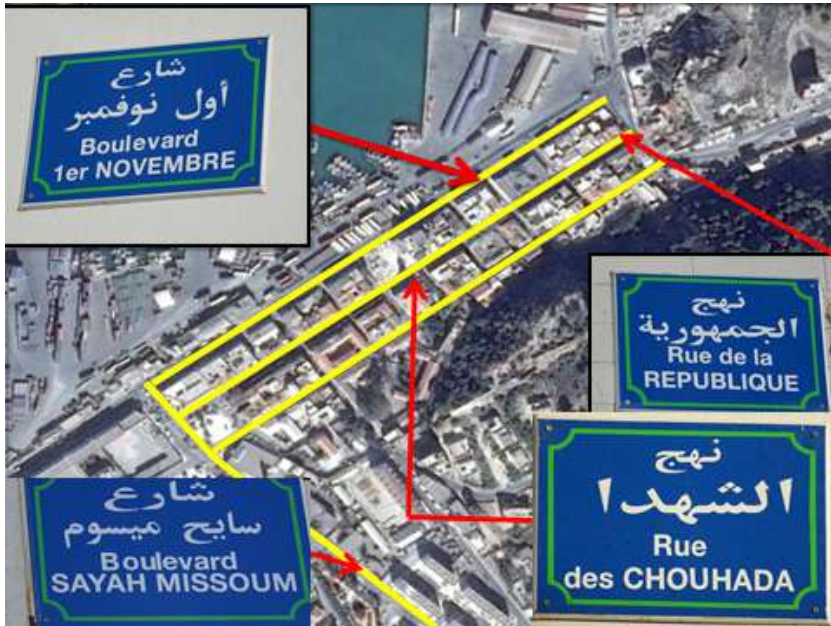 شارع
أول نوفمبر
Boulevard
1er NOVEMBRE
نهج
الجمهورية
Rue de la
REPUBLIQUE
شارع
سايح ميسوم
Boulevard
SAYAH MISSOUM
نهج
الشهدا
Rue
des CHOUHADA